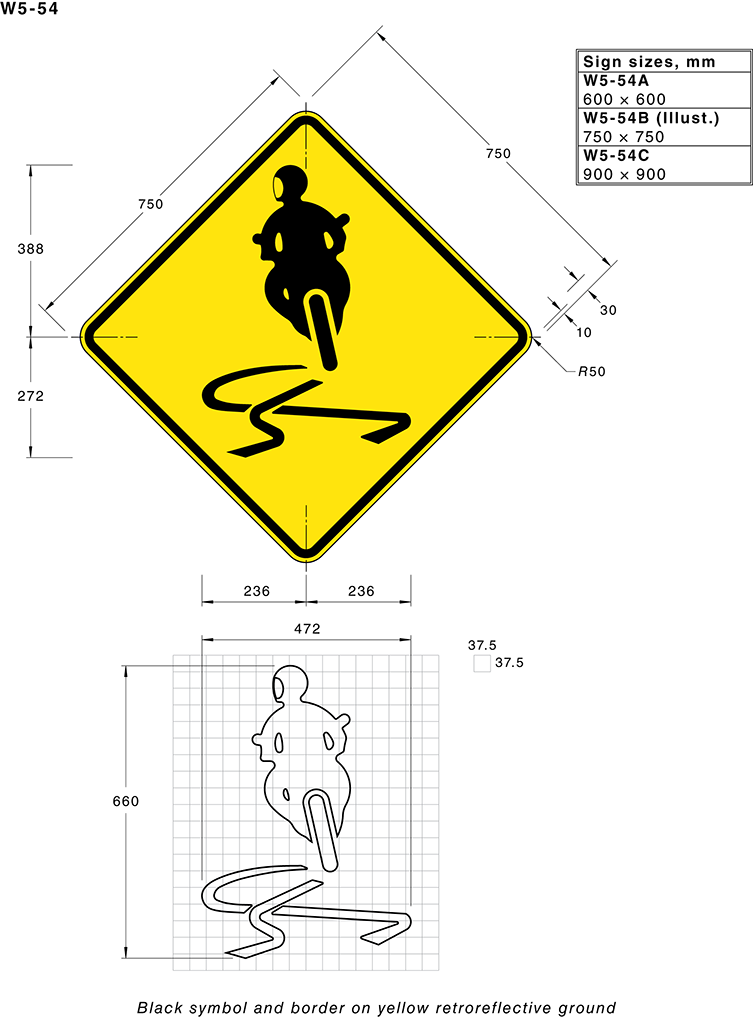 W5-54
Sign sizes, mm
W5-54A
600 × 600
W5-54B (Illust.)
750 × 750
W5-54C
900 × 900
750
750
388
30
10
R50
272
236
236
472
37.5
37.5
660
Black symbol and border on yellow retroreflective ground